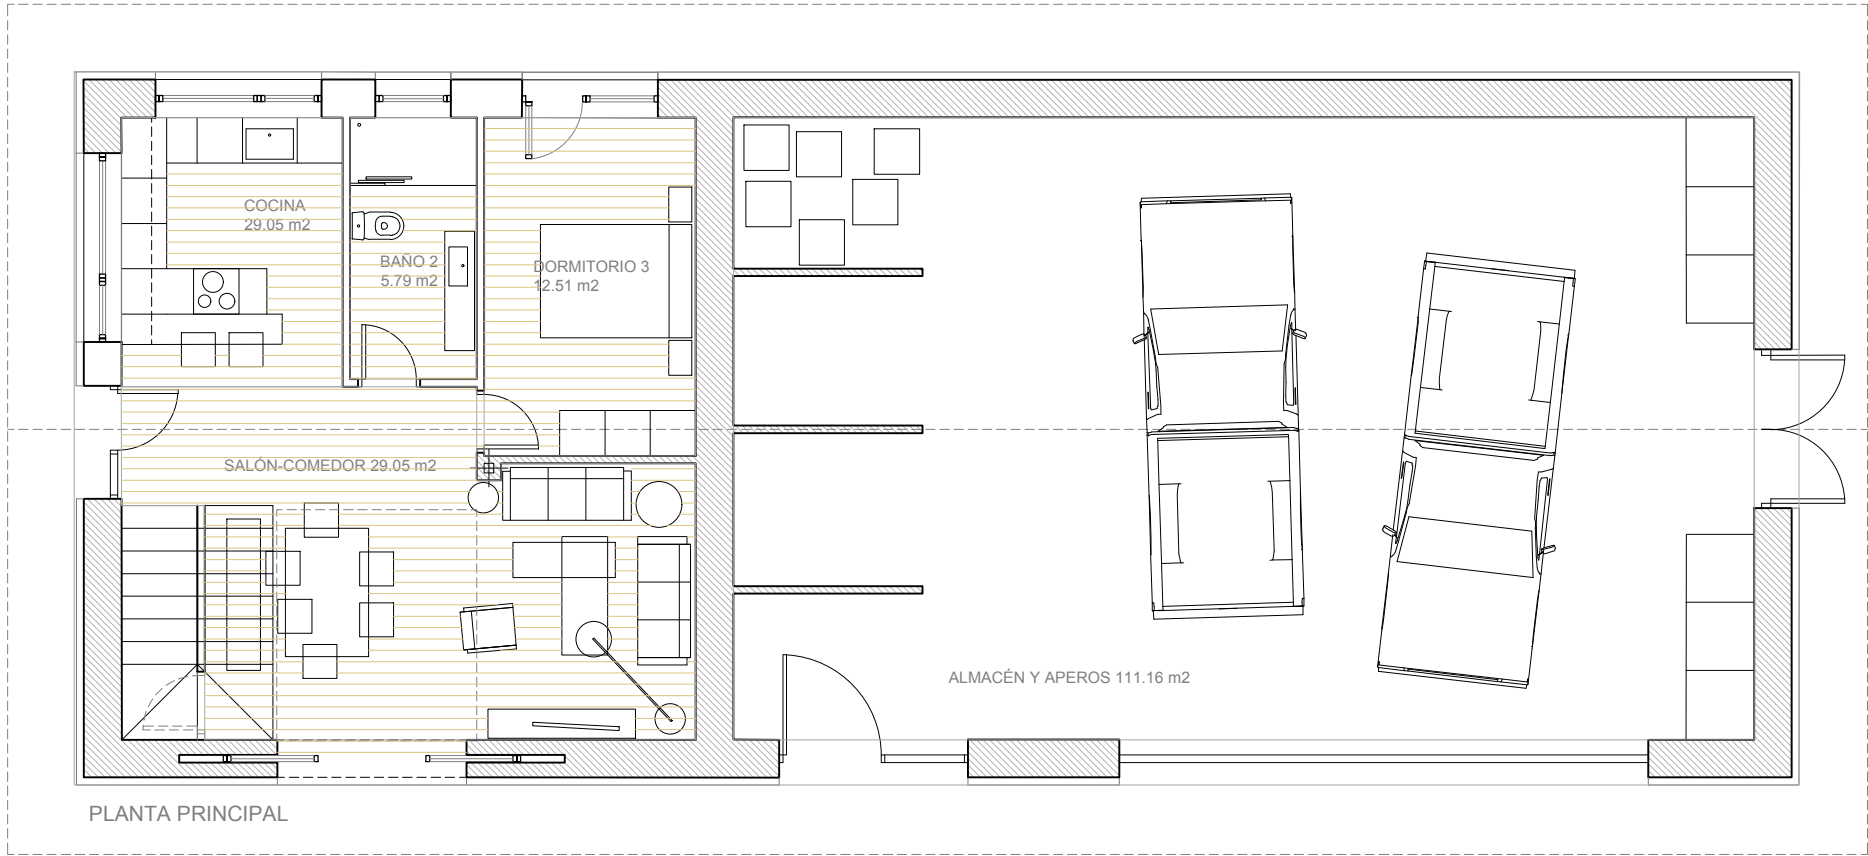 COCINA
29.05 m2
BAÑO 2
5.79 m2
DORMITORIO 3
12.51 m2
SALÓN-COMEDOR 29.05 m2
ALMACÉN Y APEROS 111.16 m2
PLANTA PRINCIPAL